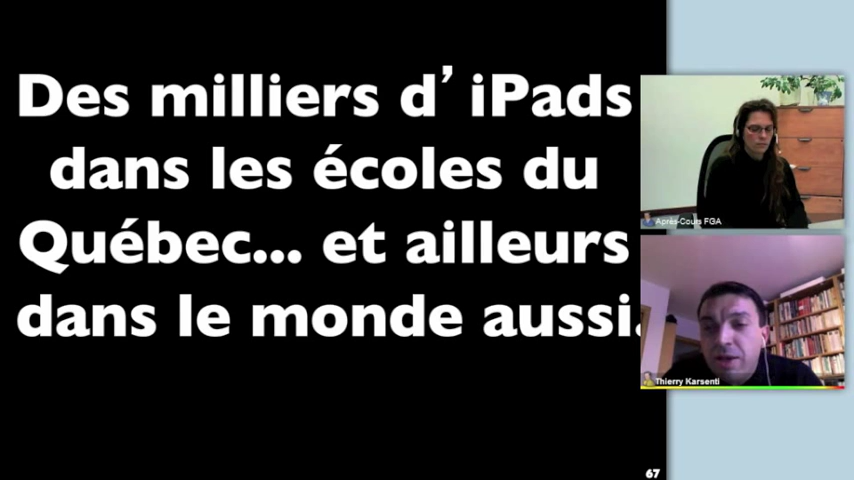 Des milliers d’ iPads
dans les écoles du
Québec... et ailleurs
dans le monde aussi.
67
Après-Cours FGA
Thierry Karsenti